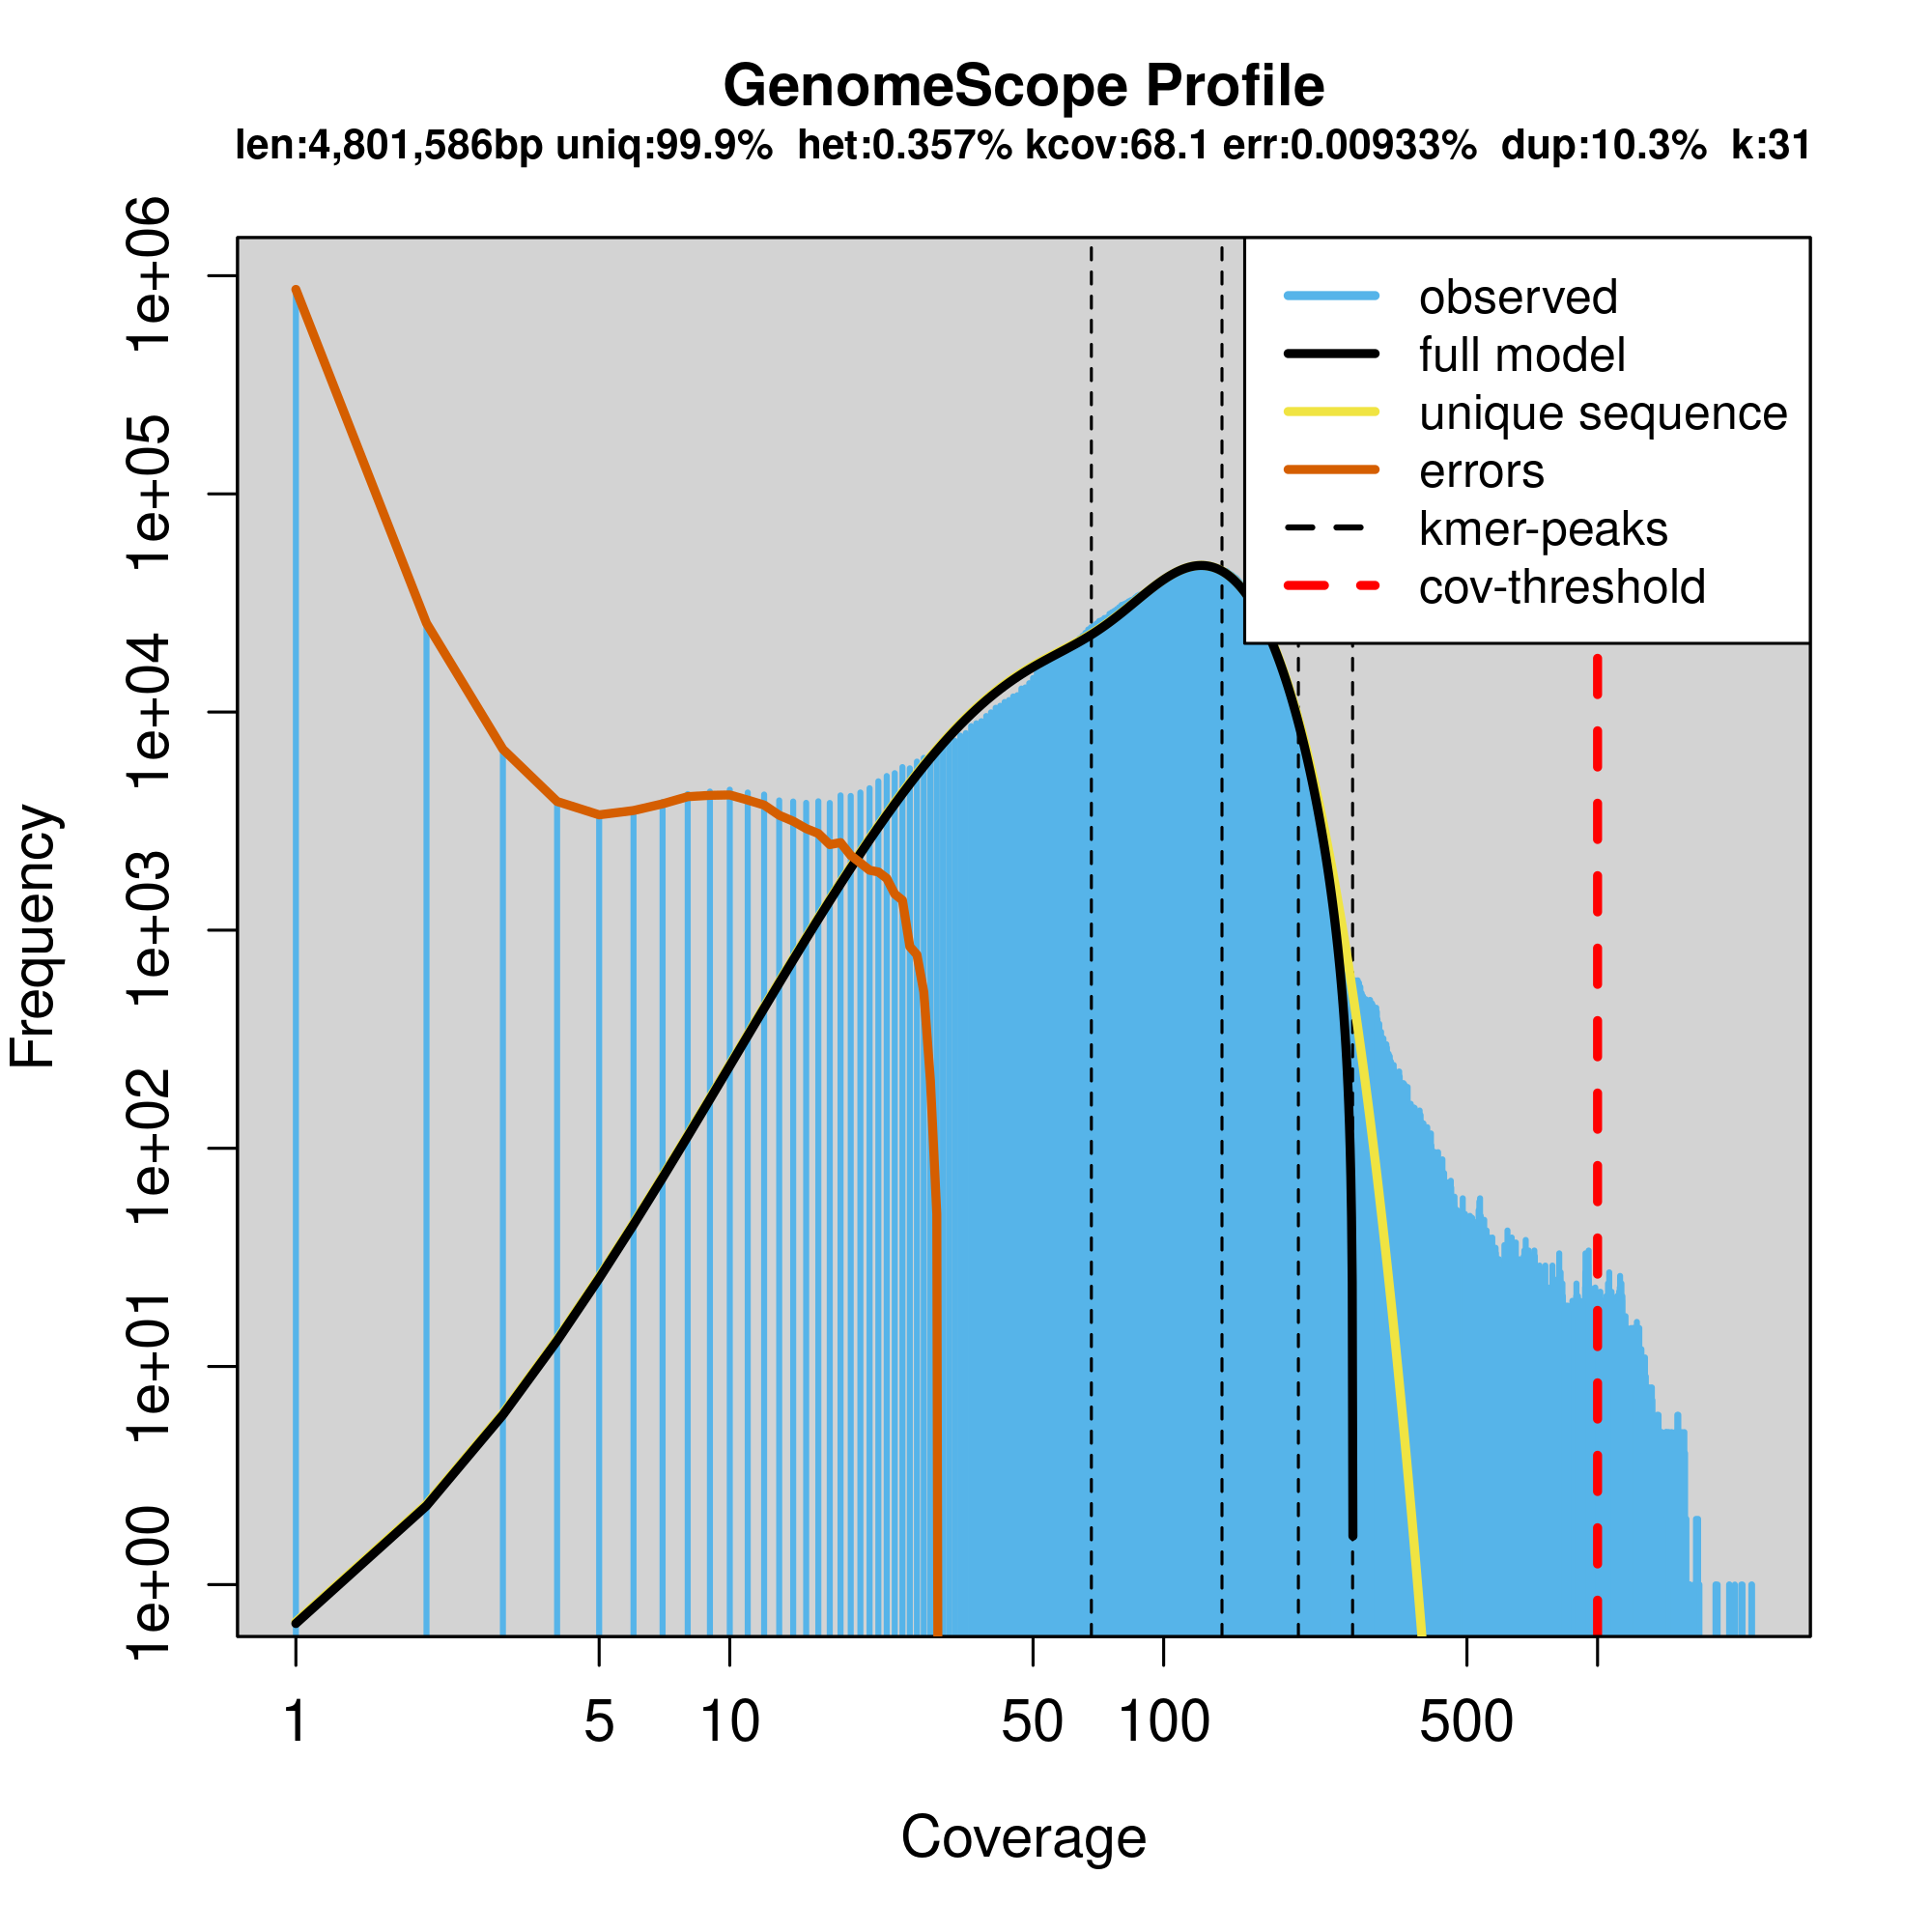 GenomeScope Profile
len:4,801,586bp uniq:99.9% het:0.357% kcov:68.1 err:0.00933% dup:10.3% k:31
observed
full model
unique sequence
errors
kmer-peaks
cov-threshold
Frequency
1e+06
1e+05
1e+04
1e+03
1e+02
1e+01
1e+00
1 5 10 50 100 500
Coverage